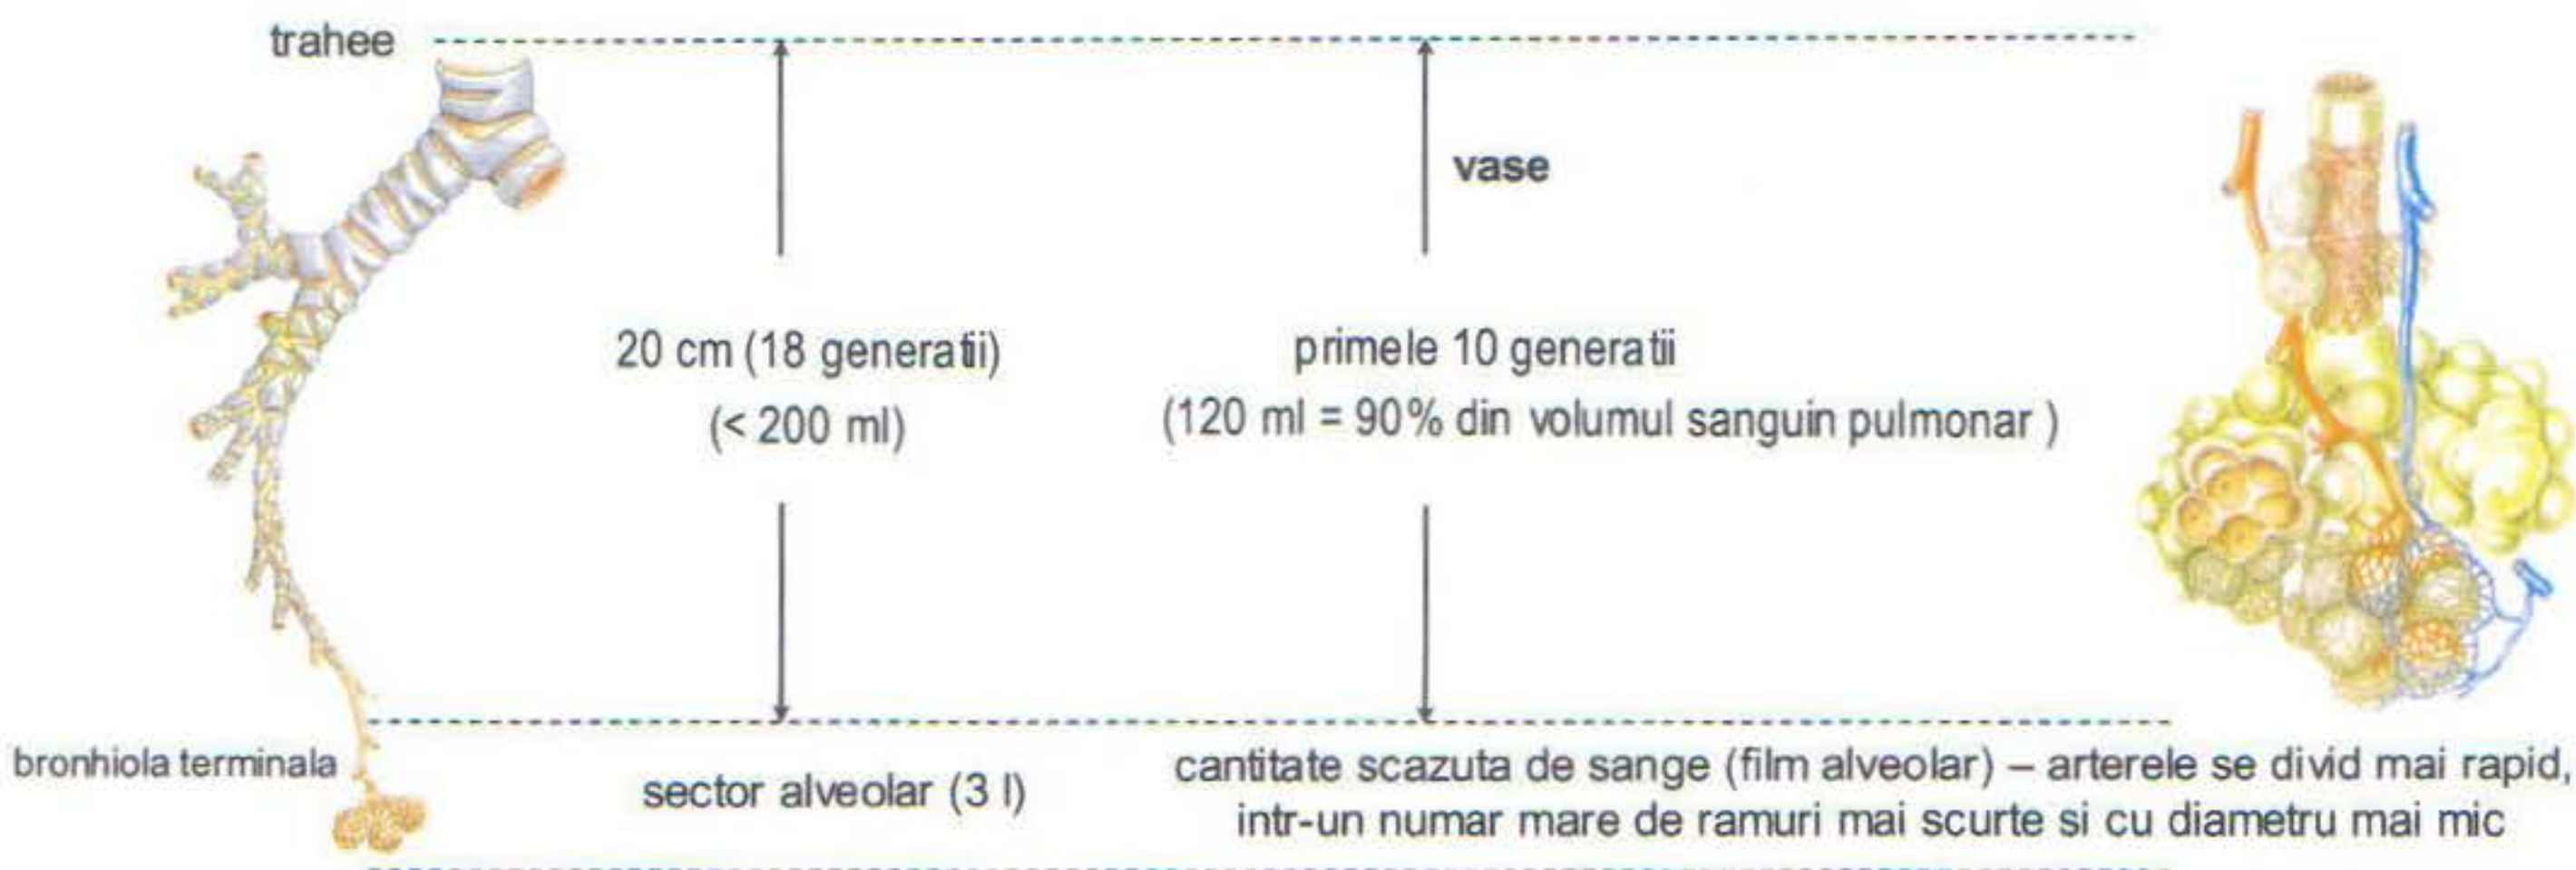 trahee
vase
20 cm (18 generatii)
(< 200 ml)
primele 10 generatii
(120 ml = 90% din volumul sanguin pulmonar )
bronhiola terminala
sector alveolar (3 l)
cantitate scazuta de sange (film alveolar) – arterele se divid mai rapid,
intr-un numar mare de ramuri mai scurte si cu diametru mai mic